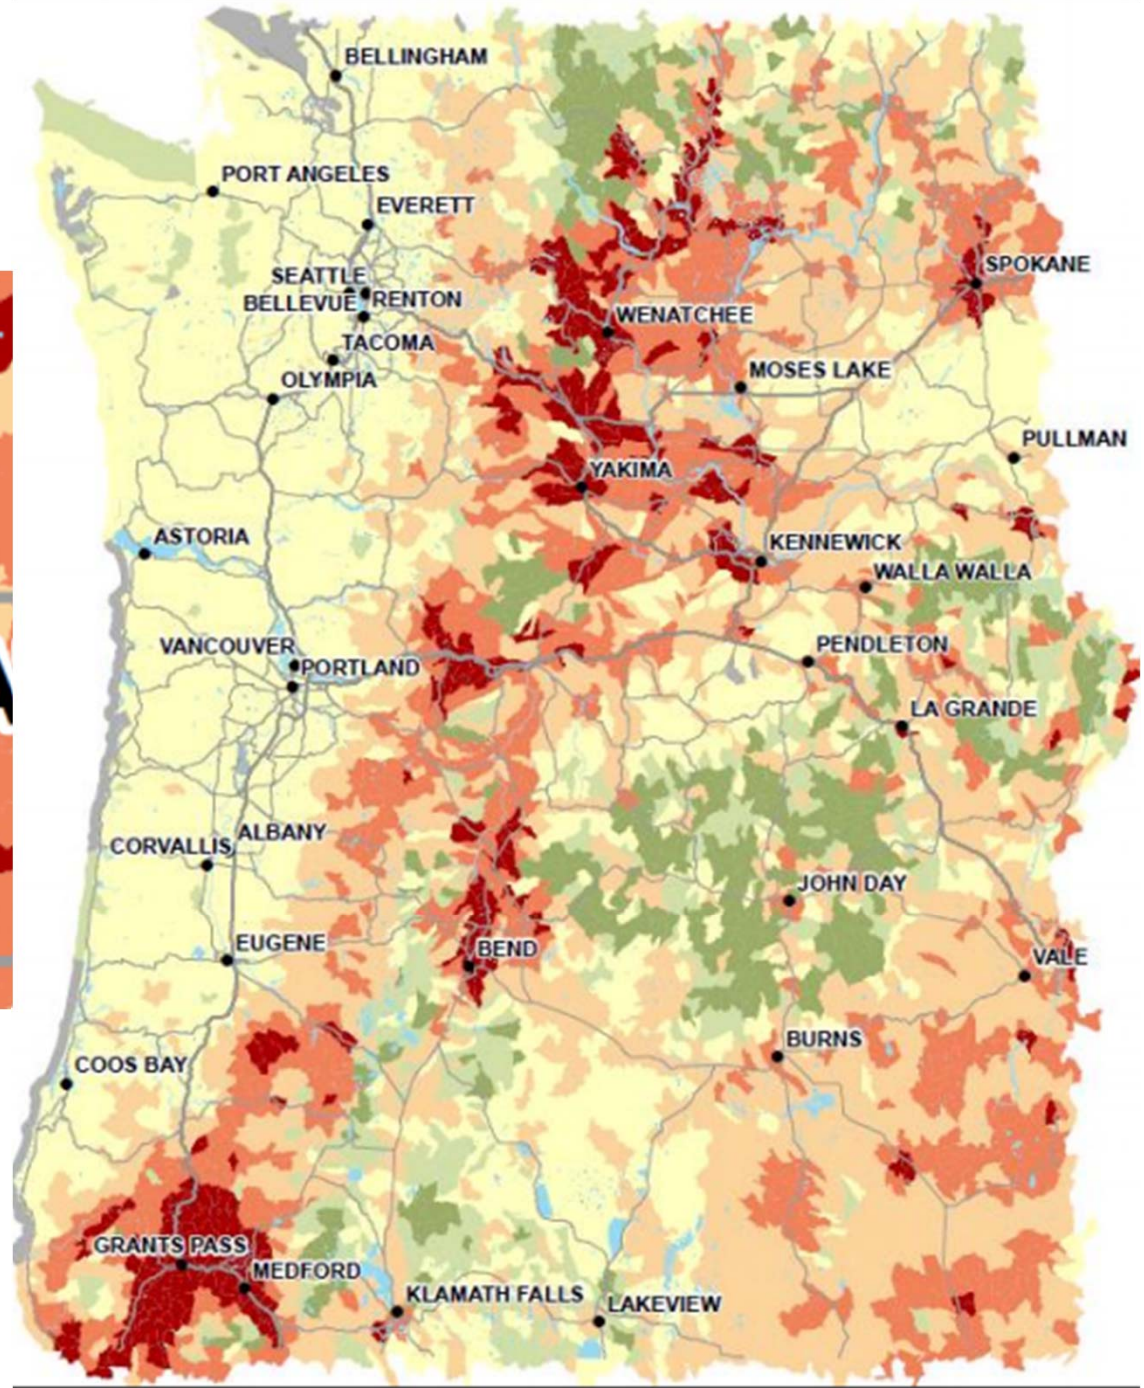 BELLINGHAM
PORT ANGELES
EVERETT
SEATTLE
SPOKANE
BELLEVUE
RENTON
WENATCHEE
TACOMA
MOSES LAKE
OLYMPIA
PULLMAN
YAKIMA
ASTORIA
KENNEWICK
WALLA WALLA
VANCOUVER
PENDLETON
PORTLAND
LA GRANDE
ALBANY
CORVALLIS
JOHN DAY
EUGENE
BEND
VALE
BURNS
COOS BAY
GRANTS PASS
MEDFORD
KLAMATH FALLS
LAKEVIEW